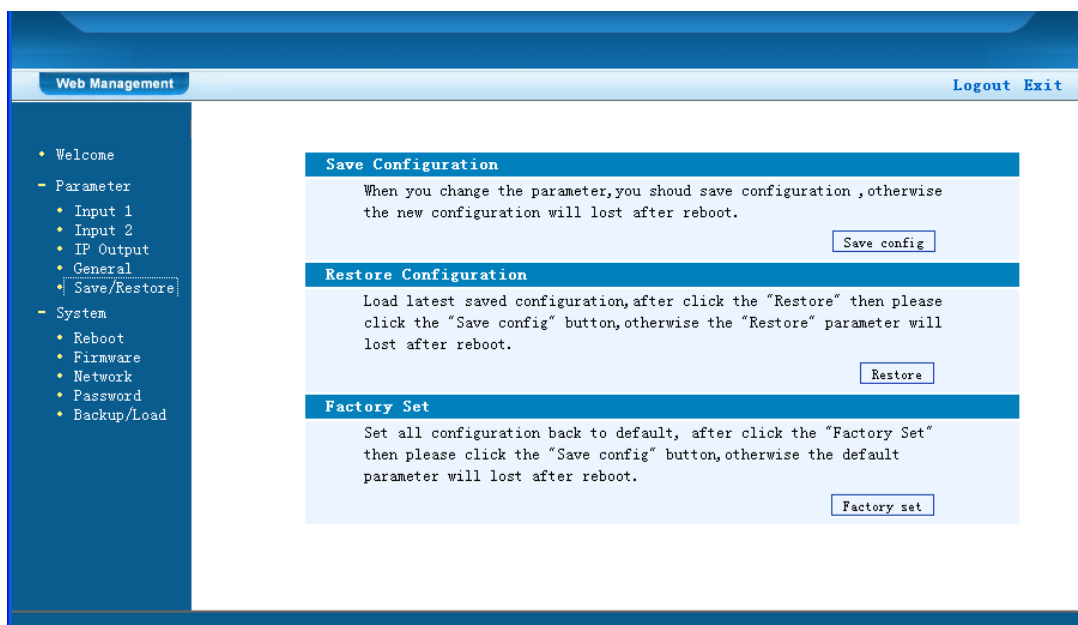 Web Management
Logout Exit
Welcome
Parameter
Input 1
Input 2
IP Output
General
Save/Restore
System
Reboot
Firmware
Network
Password
Backup/Load
Save Configuration
When you change the parameter,you shoud save configuration ,otherwise
the new configuration will lost after reboot.
Save config
Restore Configuration
Load latest saved configuration,after click the "Restore" then please
click the "Save config" button,otherwise the "Restore" parameter will
lost after reboot.
Restore
Factory Set
Set all configuration back to default, after click the "Factory Set"
then please click the "Save config" button,otherwise the default
parameter will lost after reboot.
Factory set